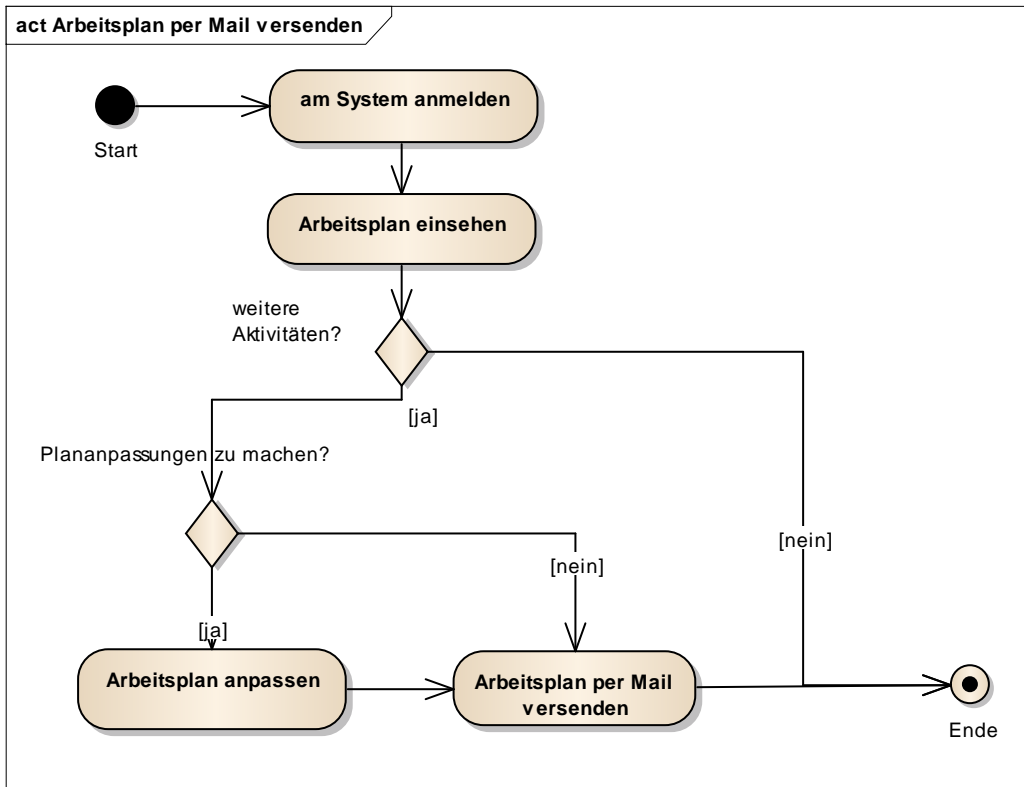 act Arbeitsplan per Mail versenden
am System anmelden
Start
Arbeitsplan einsehen
weitere
Aktivitäten?
[ja]
Plananpassungen zu machen?
[nein]
[nein]
[ja]
Arbeitsplan anpassen
Arbeitsplan per Mail
versenden
Ende